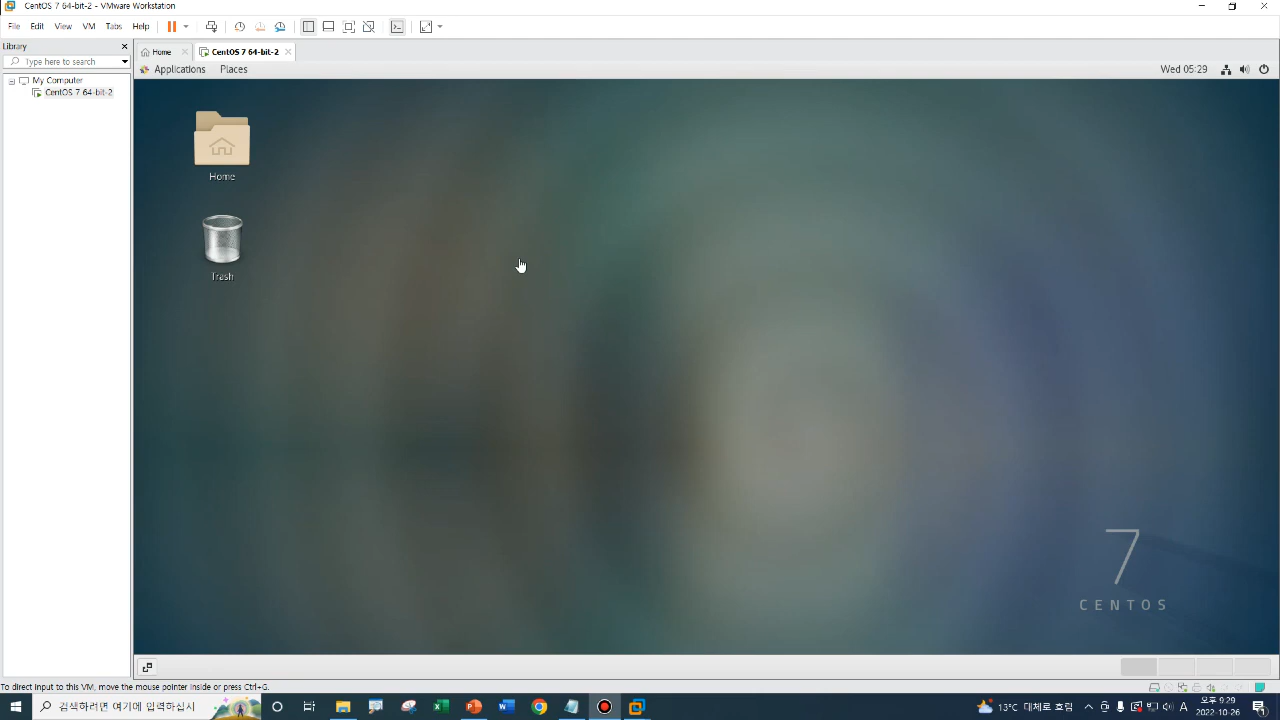 CentOS 7 64-bit-2 - VMware Workstation
File Edit View VM Tabs Help
Library
Type here to search
My Computer
CentOS 7 64-bit-2
Home
CentOS 7 64-bit-2
Applications Places
Wed 05:29
Home
Trash
7
CENTOS
To direct input to this VM, move the mouse pointer inside or press Ctrl+G.
검색하려면 여기에 입력하십시
13°C 대체로 흐림
A
오후 9:29
2022-10-26
1